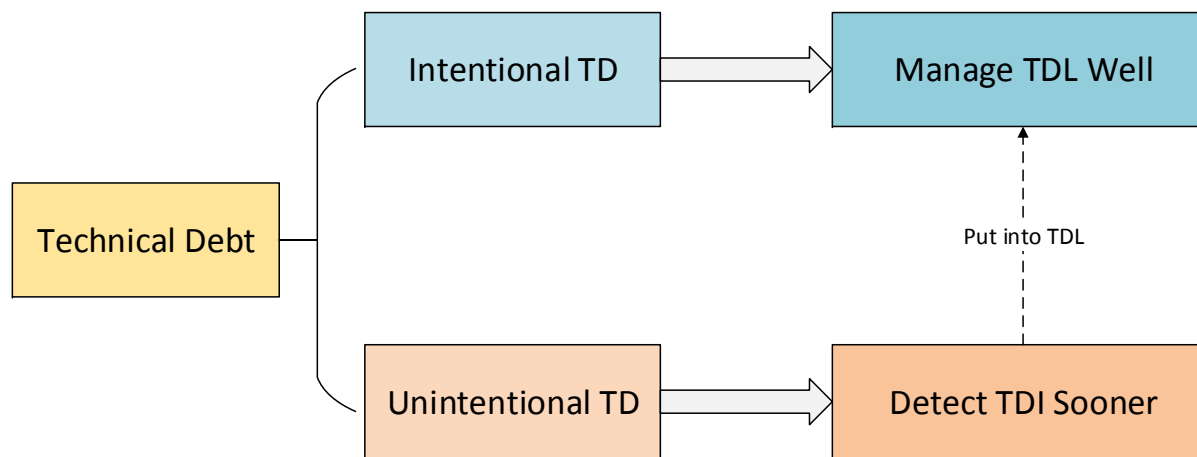 Intentional TD
Manage TDL Well
Technical Debt
Put into TDL
Unintentional TD
Detect TDI Sooner